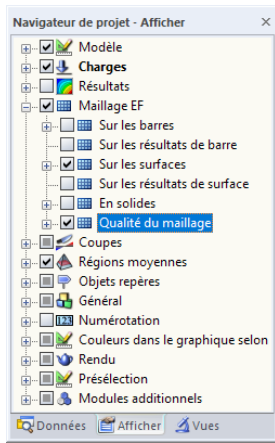 Navigateur de projet - Afficher
Modèle
Charges
Résultats
Maillage EF
Sur les barres
Sur les résultats de barre
Sur les surfaces
Sur les résultats de surface
En solides
Qualité du maillage
Coupes
Régions moyennes
Objets repères
Général
123 Numérotation
Couleurs dans le graphique selon
Rendu
Présélection
Modules additionnels
Données Afficher Vues